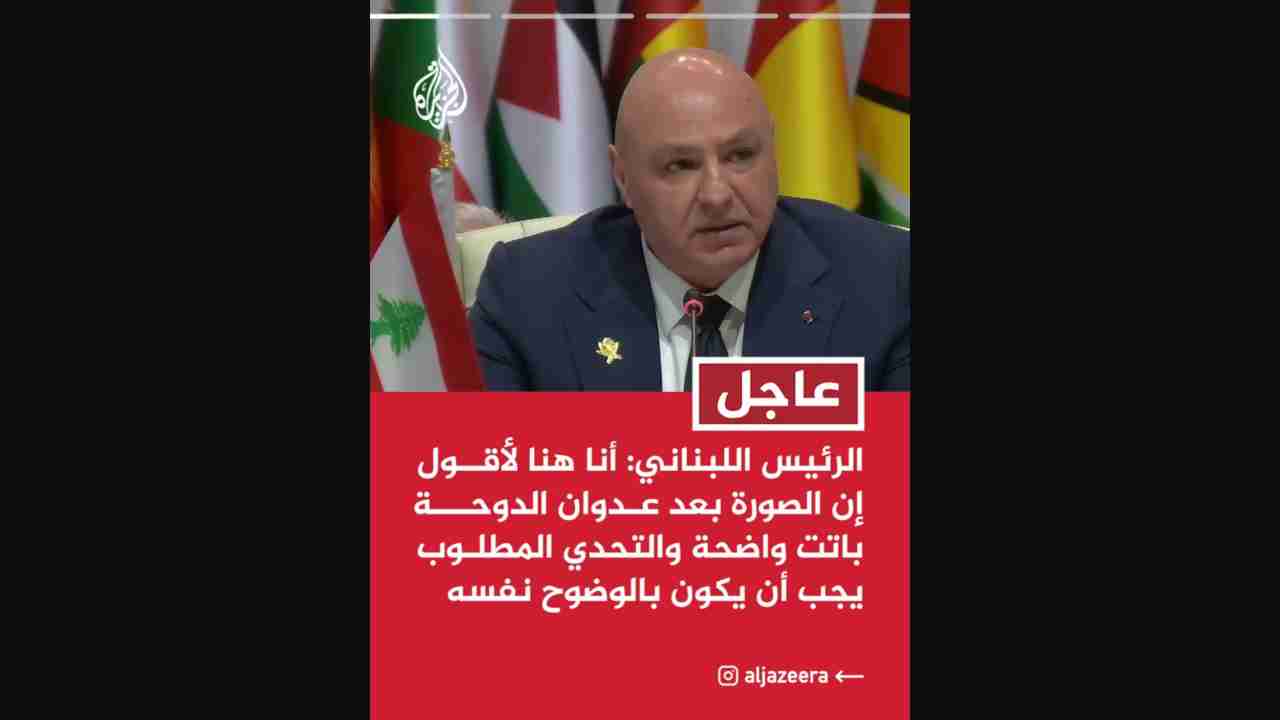 الجزيرة
عاجل
الرئيس اللبناني: أنا هنا لأقول
إن الصورة بعد عدوان الدوحة
باتت واضحة والتحدي المطلوب
يجب أن يكون بالوضوح نفسه
aljazeera